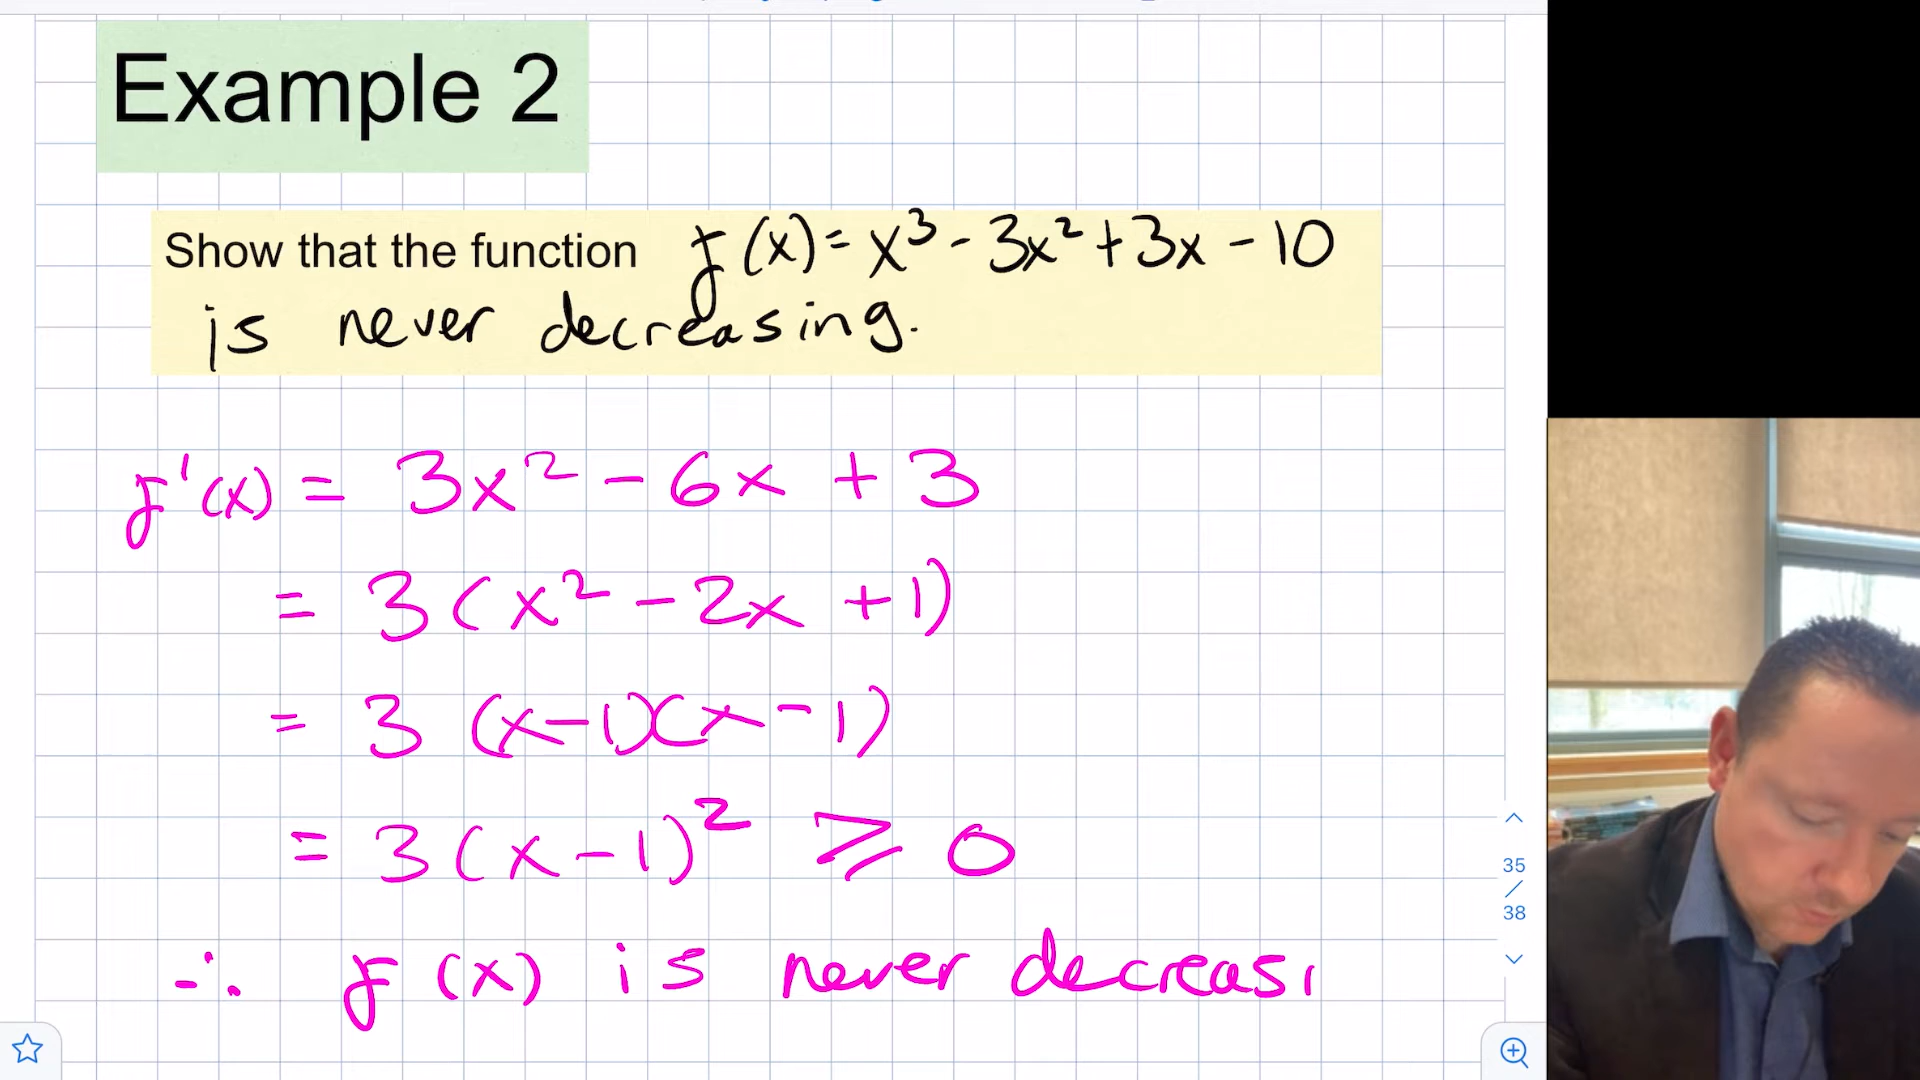 Example 2
Show that the function f(x) = x³ - 3x² + 3x - 10
is never decreasing.
f'(x) = 3x² - 6x + 3
= 3(x² - 2x + 1)
= 3 (x-1)(x-1)
= 3(x-1)² ⩾ 0
∴ f(x) is never decreasi
35
/
38